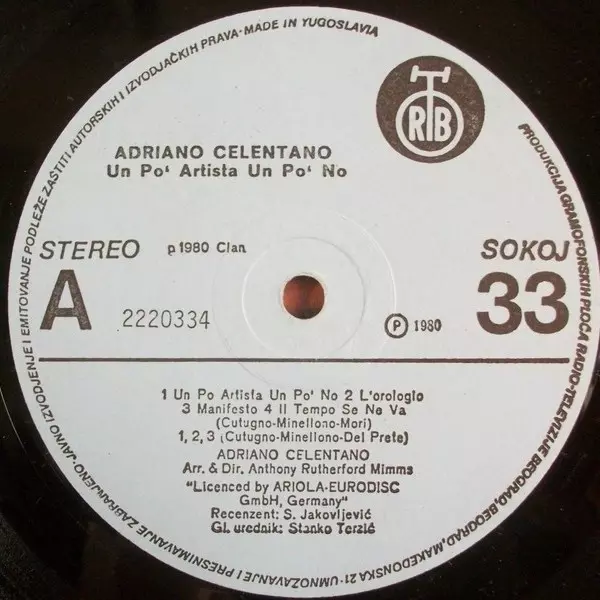 PRODUKCIJA GRAMOFONSKIH PLOČA RADIO-TELEVIZIJE BEOGRAD, BEOGRAD, MAKEDONSKA 21 · UMNOŽAVANJE I PRESNIMAVANJE ZABRANJENO · JAVNO IZVODJENJE I EMITOVANJE PODLEŽE ZAŠTITI AUTORSKIH I IZVODJAČKIH PRAVA · MADE IN YUGOSLAVIA
RTB
ADRIANO CELENTANO
Un Po' Artista Un Po' No
STEREO p 1980 Clan SOKOJ
A 2220334 P 1980 33
1 Un Po Artista Un Po' No 2 L'orologio
3 Manifesto 4 Il Tempo Se Ne Va
(Cutugno-Minellono-Mori)
1, 2, 3 (Cutugno-Minellono-Del Prete)
ADRIANO CELENTANO
Arr. & Dir. Anthony Rutherford Mimms
"Licenced by ARIOLA-EURODISC
GmbH, Germany"
Recenzent: S. Jakovljević
Gl. urednik: Stanko Terzić